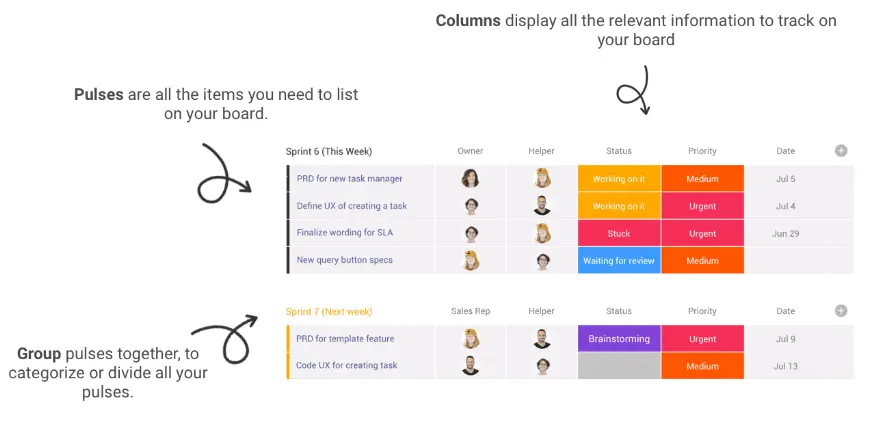 Columns display all the relevant information to track on
your board
Pulses are all the items you need to list
on your board.
Sprint 6 (This Week) Owner Helper Status Priority Date
PRD for new task manager Working on it Medium Jul 5
Define UX of creating a task Working on it Urgent Jul 4
Finalize wording for SLA Stuck Urgent Jun 29
New query button specs Waiting for review Medium
Sprint 7 (Next week) Sales Rep Helper Status Priority Date
PRD for template feature Brainstorming Urgent Jul 9
Code UX for creating task Medium Jul 13
Group pulses together, to
categorize or divide all your
pulses.